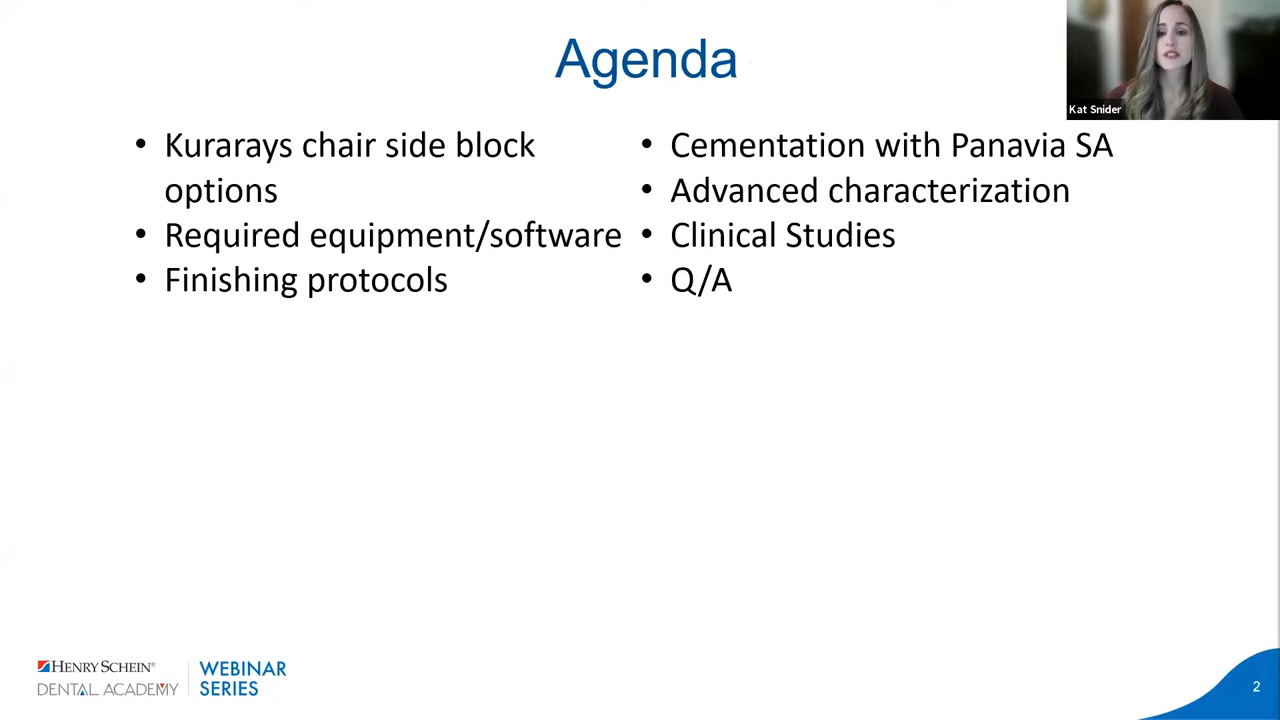 Agenda
Kat Snider
• Kurarays chair side block
options
• Required equipment/software
• Finishing protocols
• Cementation with Panavia SA
• Advanced characterization
• Clinical Studies
• Q/A
HENRY SCHEIN®
DENTAL ACADEMY
WEBINAR
SERIES
2